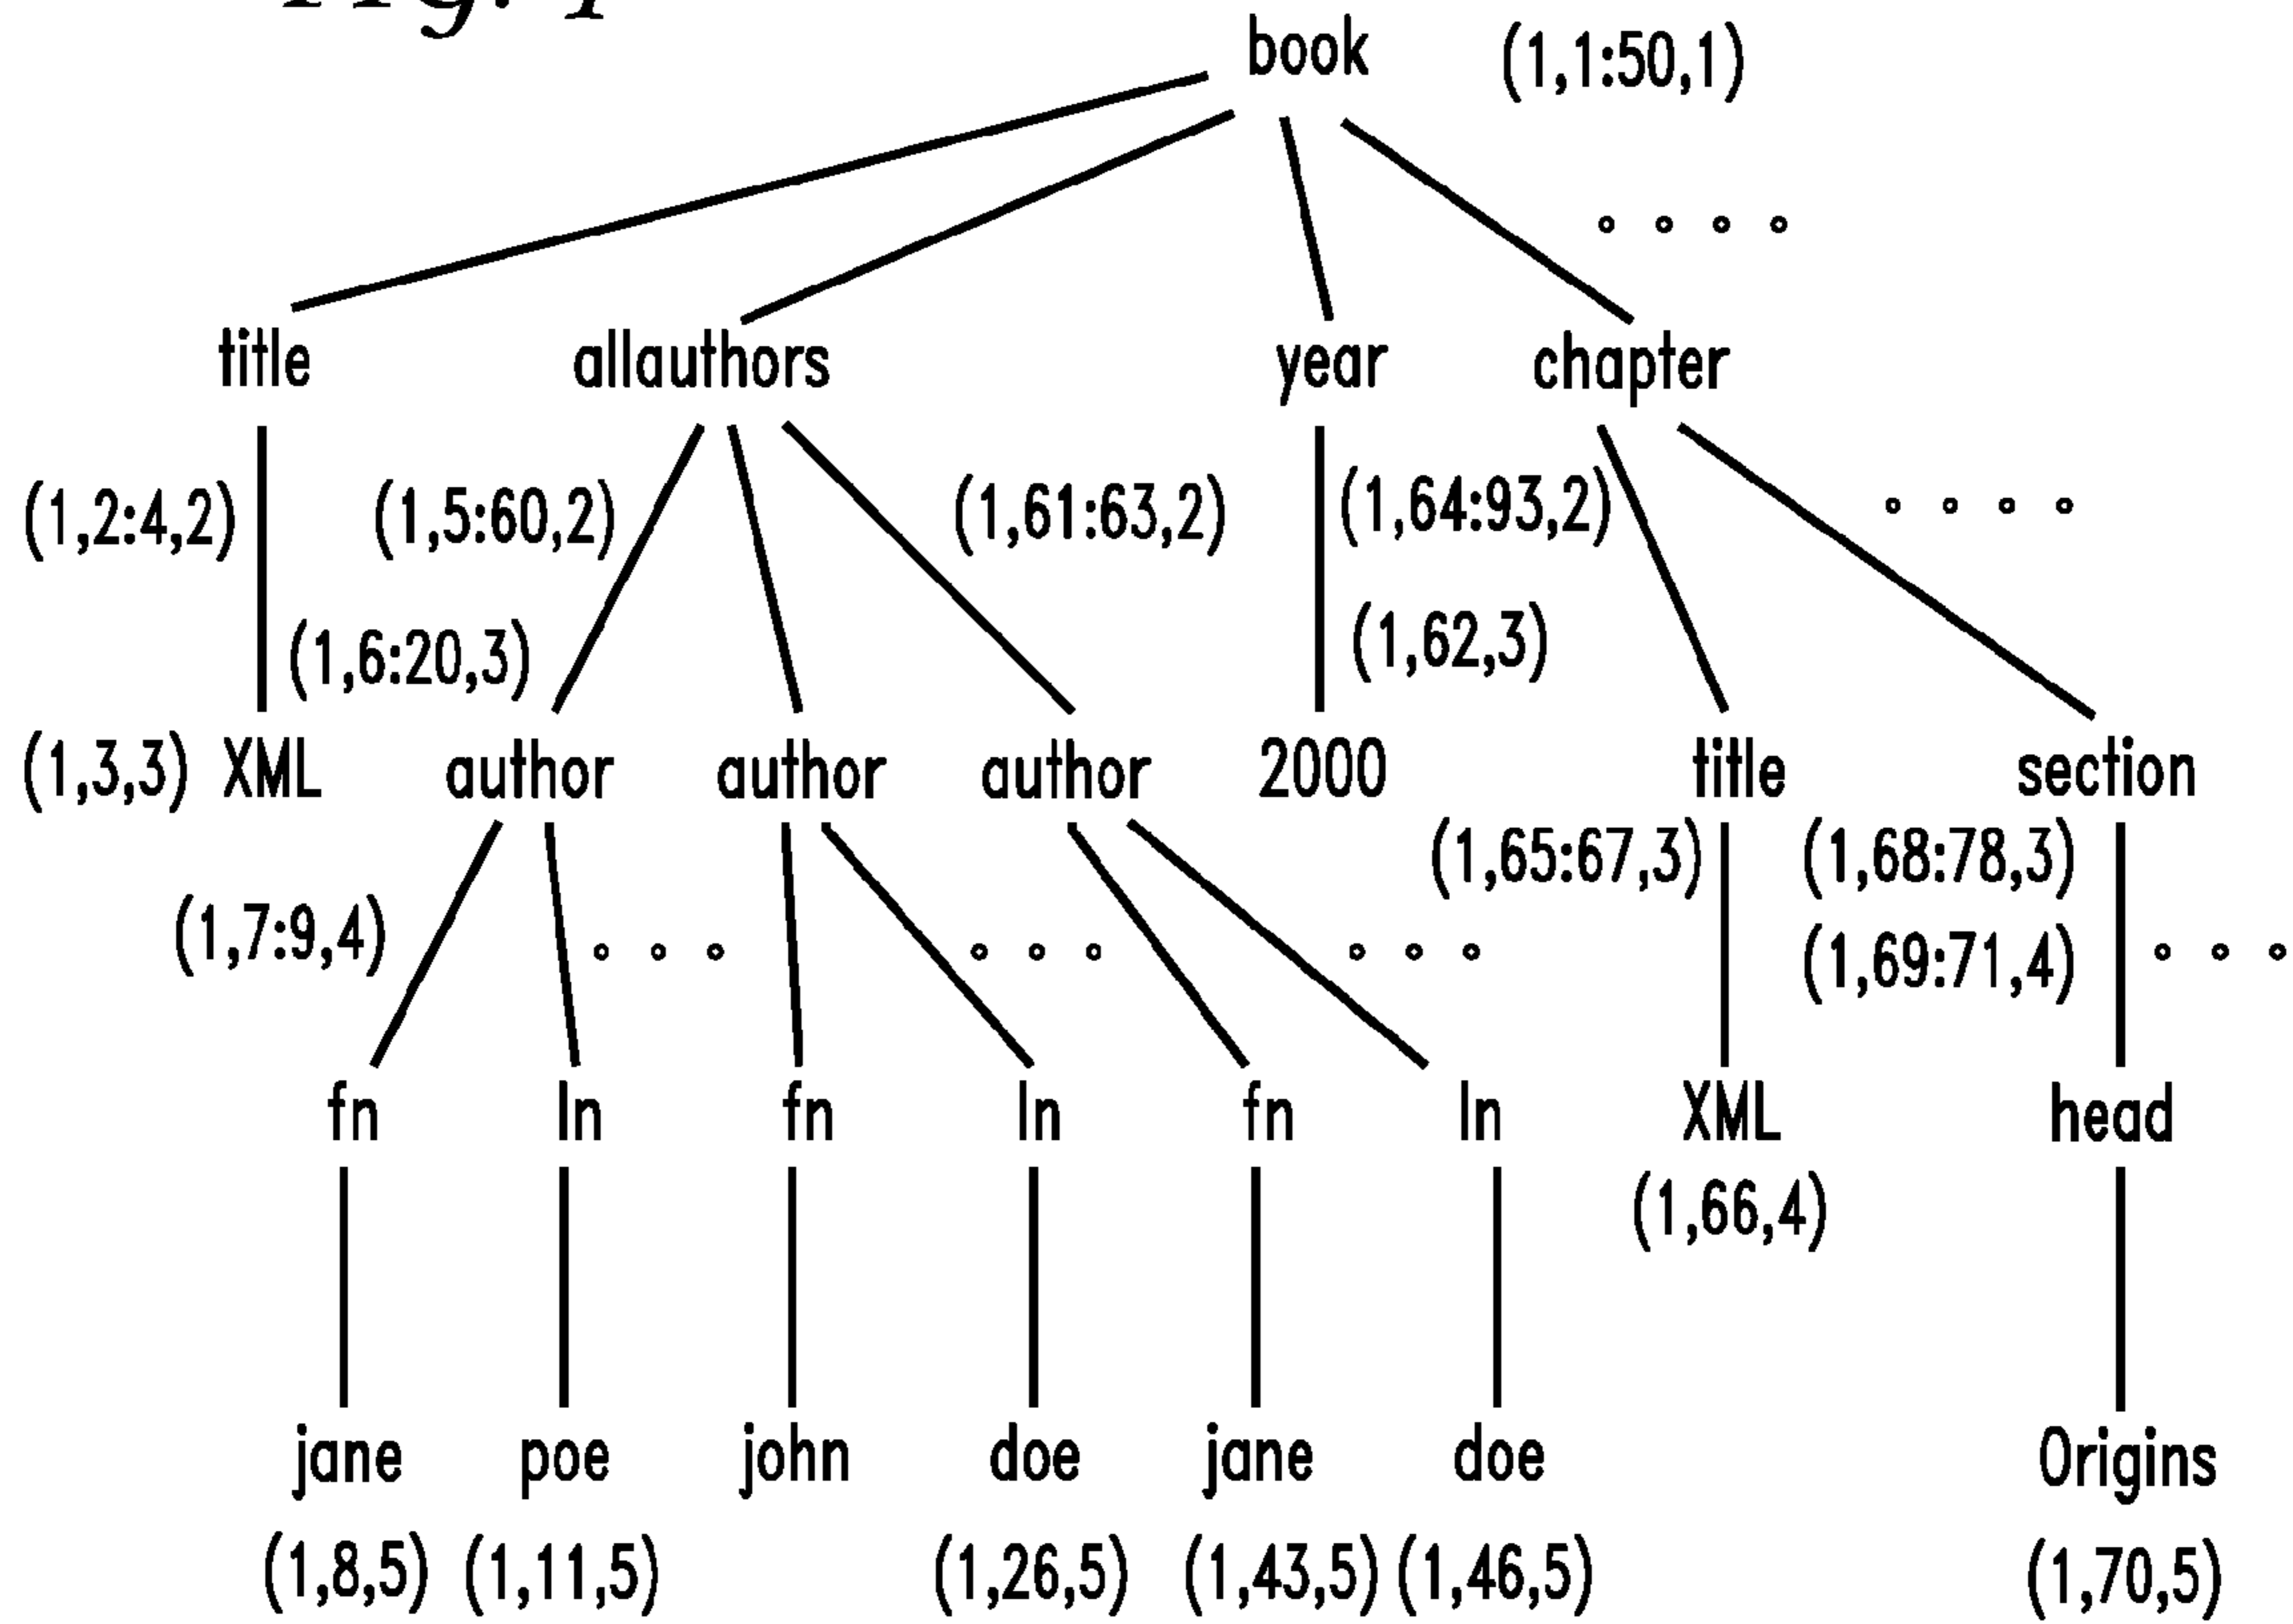 book (1,1:50,1)
title allauthors year chapter
(1,2:4,2) (1,5:60,2) (1,61:63,2) (1,64:93,2)
(1,6:20,3) (1,62,3)
(1,3,3) XML author author author 2000 title section
(1,65:67,3) (1,68:78,3)
(1,7:9,4) (1,69:71,4)
fn ln fn ln fn ln XML head
(1,66,4)
jane poe john doe jane doe Origins
(1,8,5) (1,11,5) (1,26,5) (1,43,5) (1,46,5) (1,70,5)